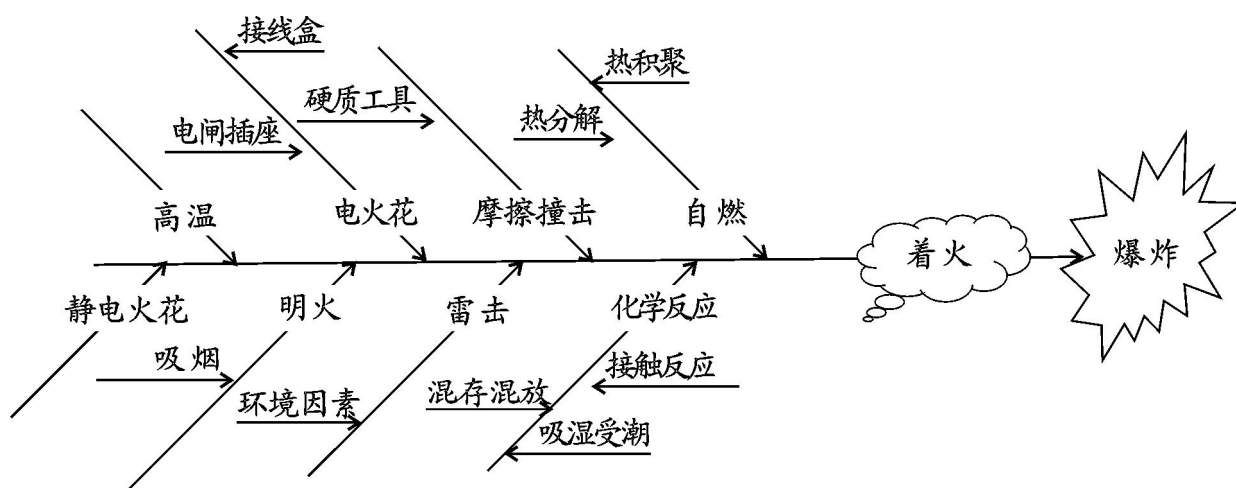 接线盒
热积聚
硬质工具
热分解
电闸插座
高温
电火花
摩擦撞击
自燃
着火
爆炸
静电火花
明火
雷击
化学反应
吸烟
接触反应
环境因素
混存混放
吸湿受潮